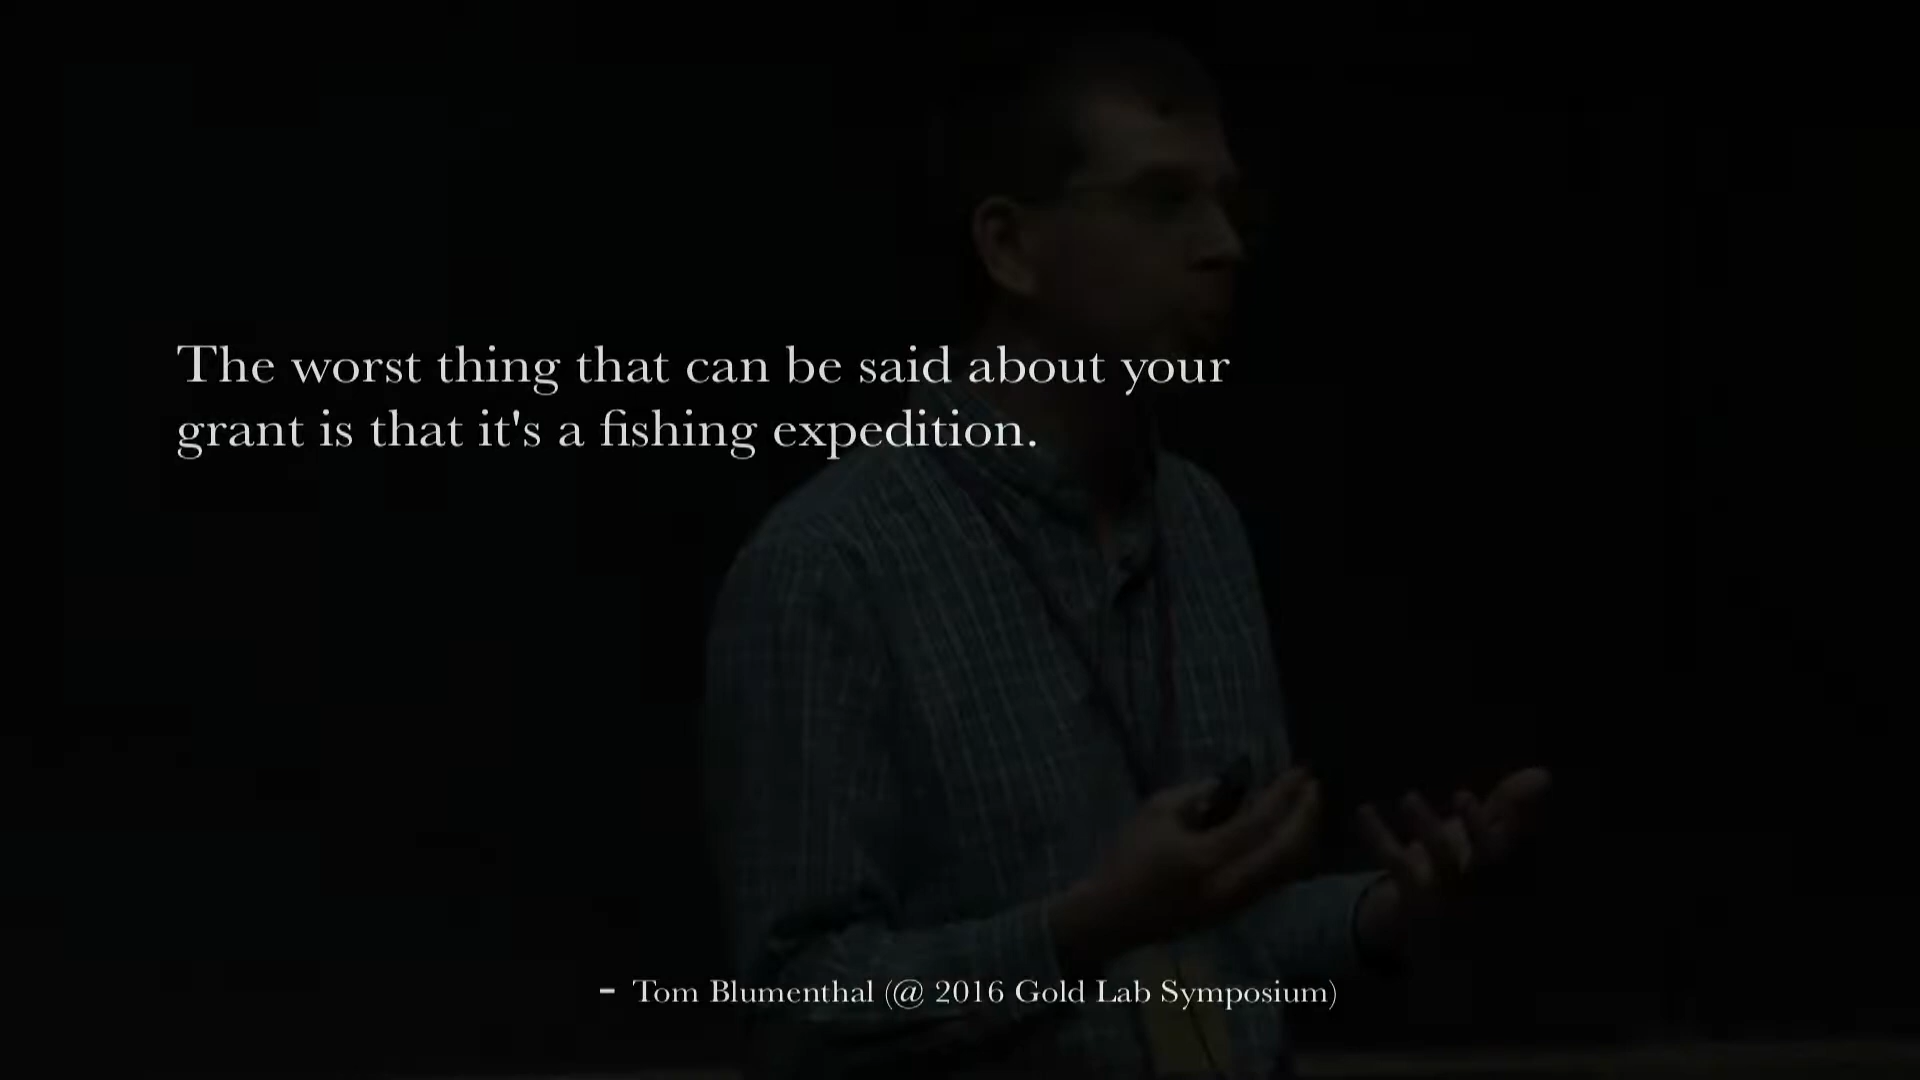 The worst thing that can be said about your
grant is that it's a fishing expedition.
- Tom Blumenthal (@ 2016 Gold Lab Symposium)